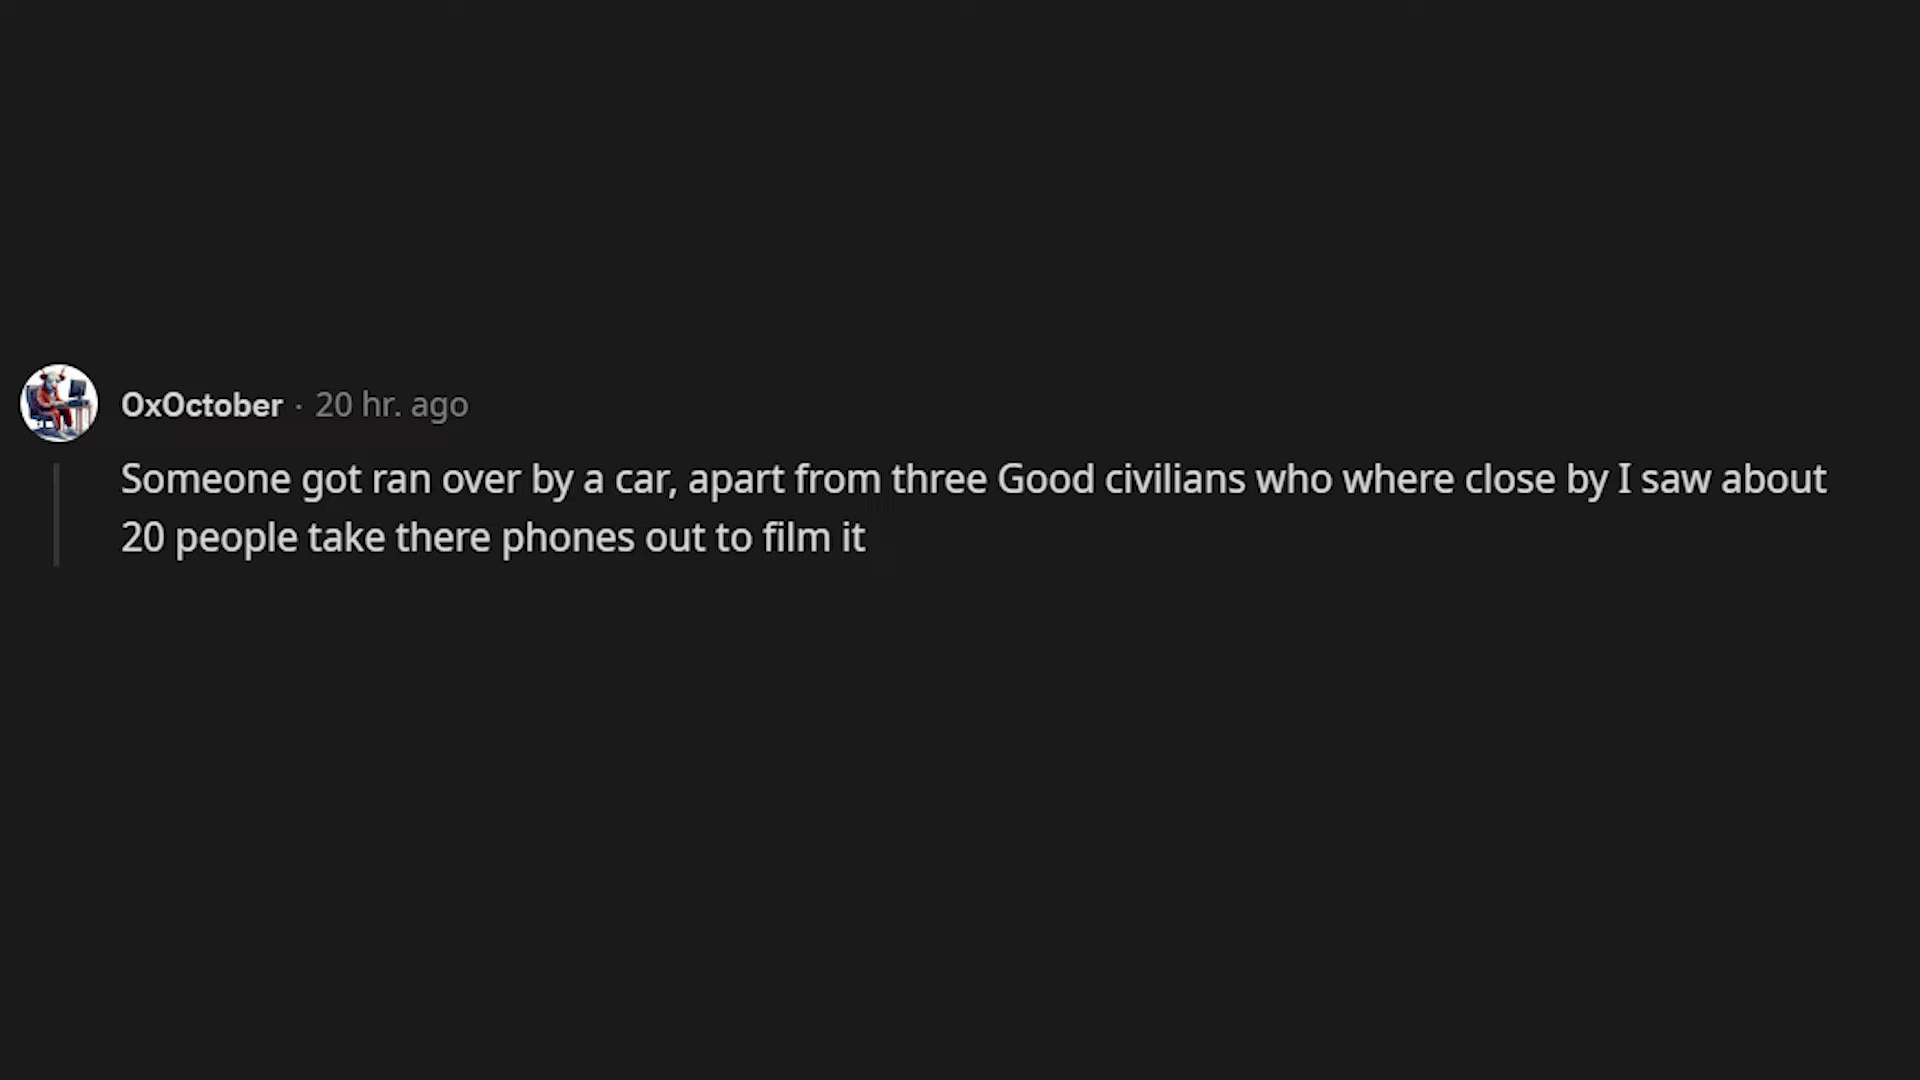 OxOctober · 20 hr. ago
Someone got ran over by a car, apart from three Good civilians who where close by I saw about
20 people take there phones out to film it